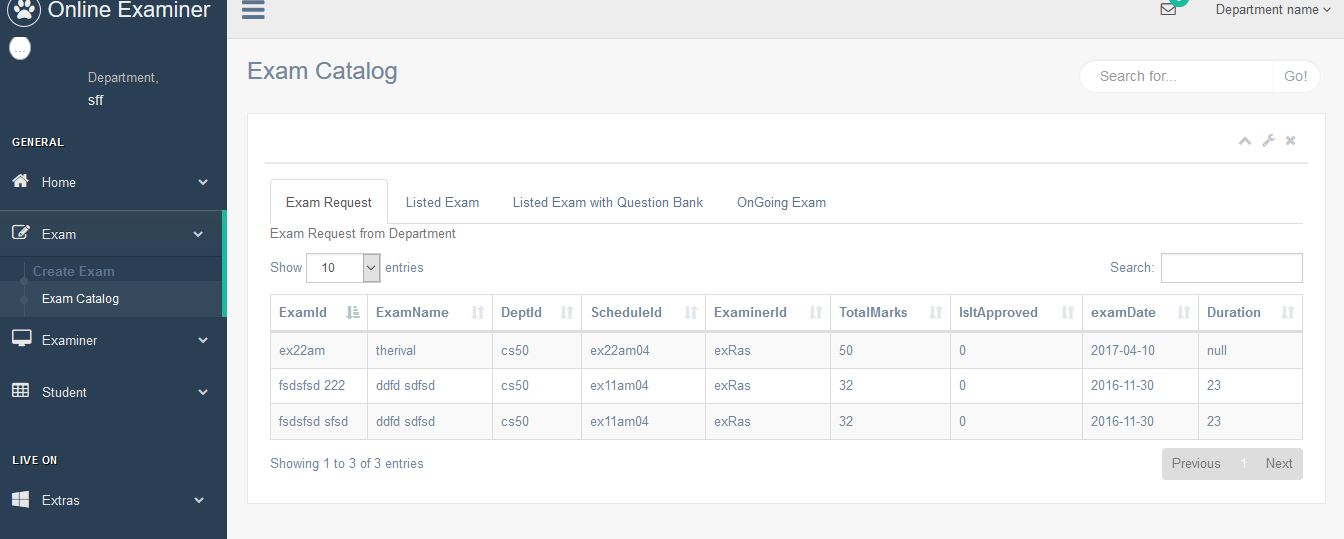 Online Examiner
...
Department name
Department,
sff
GENERAL
Home
Exam
Create Exam
Exam Catalog
Examiner
Student
LIVE ON
Extras
Exam Catalog
Search for... Go!
Exam Request Listed Exam Listed Exam with Question Bank OnGoing Exam
Exam Request from Department
Show 10 entries Search:
ExamId ExamName DeptId ScheduleId ExaminerId TotalMarks IsItApproved examDate Duration
ex22am therival cs50 ex22am04 exRas 50 0 2017-04-10 null
fsdsfsd 222 ddfd sdfsd cs50 ex11am04 exRas 32 0 2016-11-30 23
fsdsfsd sfsd ddfd sdfsd cs50 ex11am04 exRas 32 0 2016-11-30 23
Showing 1 to 3 of 3 entries Previous 1 Next